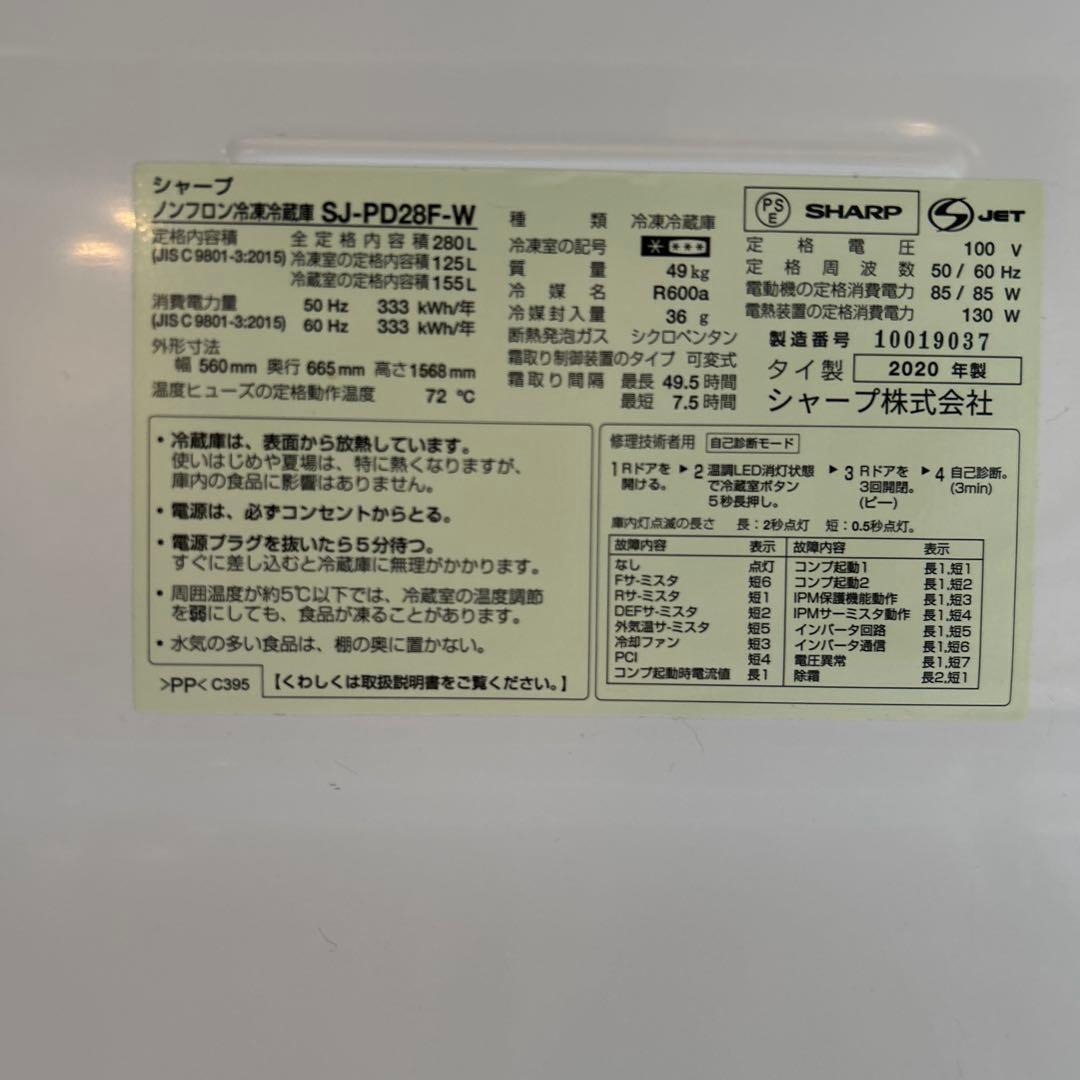 シャープ
ノンフロン冷凍冷蔵庫 SJ-PD28F-W
定格内容積 全定格内容積 280 L
(JIS C 9801-3:2015) 冷凍室の定格内容積 125 L
冷蔵室の定格内容積 155 L
消費電力量 50 Hz 333 kWh/年
(JIS C 9801-3:2015) 60 Hz 333 kWh/年
外形寸法
幅 560mm 奥行 665mm 高さ 1568mm
温度ヒューズの定格動作温度 72 ℃
種類 冷凍冷蔵庫
冷凍室の記号 * ***
質量 49 kg
冷媒名 R600a
冷媒封入量 36 g
断熱発泡ガス シクロペンタン
霜取り制御装置のタイプ 可変式
霜取り間隔 最長 49.5 時間
最短 7.5 時間
PSE SHARP JET
定格電圧 100 V
定格周波数 50 / 60 Hz
電動機の定格消費電力 85 / 85 W
電熱装置の定格消費電力 130 W
製造番号 10019037
タイ製 2020 年製
シャープ株式会社
・冷蔵庫は、表面から放熱しています。
使いはじめや夏場は、特に熱くなりますが、
庫内の食品に影響はありません。
・電源は、必ずコンセントからとる。
・電源プラグを抜いたら5分待つ。
すぐに差し込むと冷蔵庫に無理がかかります。
・周囲温度が約5℃以下では、冷蔵室の温度調節
を弱にしても、食品が凍ることがあります。
・水気の多い食品は、棚の奥に置かない。
>PP< C395 【くわしくは取扱説明書をご覧ください。】
修理技術者用 自己診断モード
1 Rドアを開ける。 ▶ 2 温調LED消灯状態で冷蔵室ボタン5秒長押し。 ▶ 3 Rドアを3回開閉。(ピー) ▶ 4 自己診断。(3min)
庫内灯点滅の長さ 長：2秒点灯 短：0.5秒点灯。
故障内容 表示 故障内容 表示
なし 点灯 コンプ起動1 長1,短1
Fサ-ミスタ 短6 コンプ起動2 長1,短2
Rサ-ミスタ 短1 IPM保護機能動作 長1,短3
DEFサ-ミスタ 短2 IPMサーミスタ動作 長1,短4
外気温サ-ミスタ 短5 インバータ回路 長1,短5
冷却ファン 短3 インバータ通信 長1,短6
PCI 短4 電圧異常 長1,短7
コンプ起動時電流値 長1 除霜 長2,短1